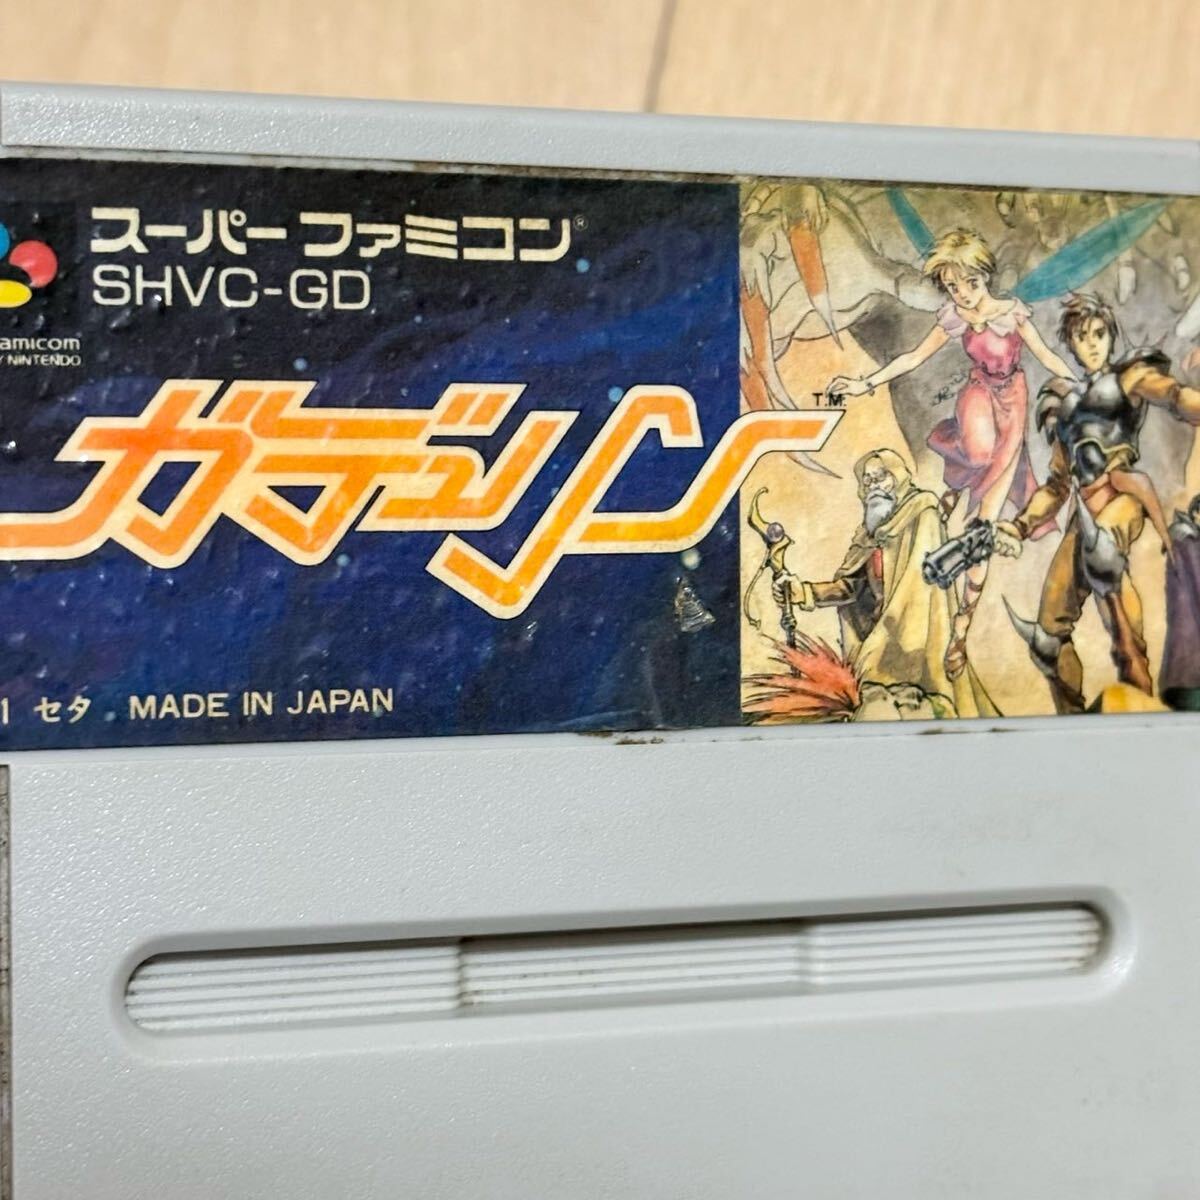 スーパーファミコン®
SHVC-GD
amicom
Y NINTENDO
ガデュリン
T.M.
1 セタ MADE IN JAPAN